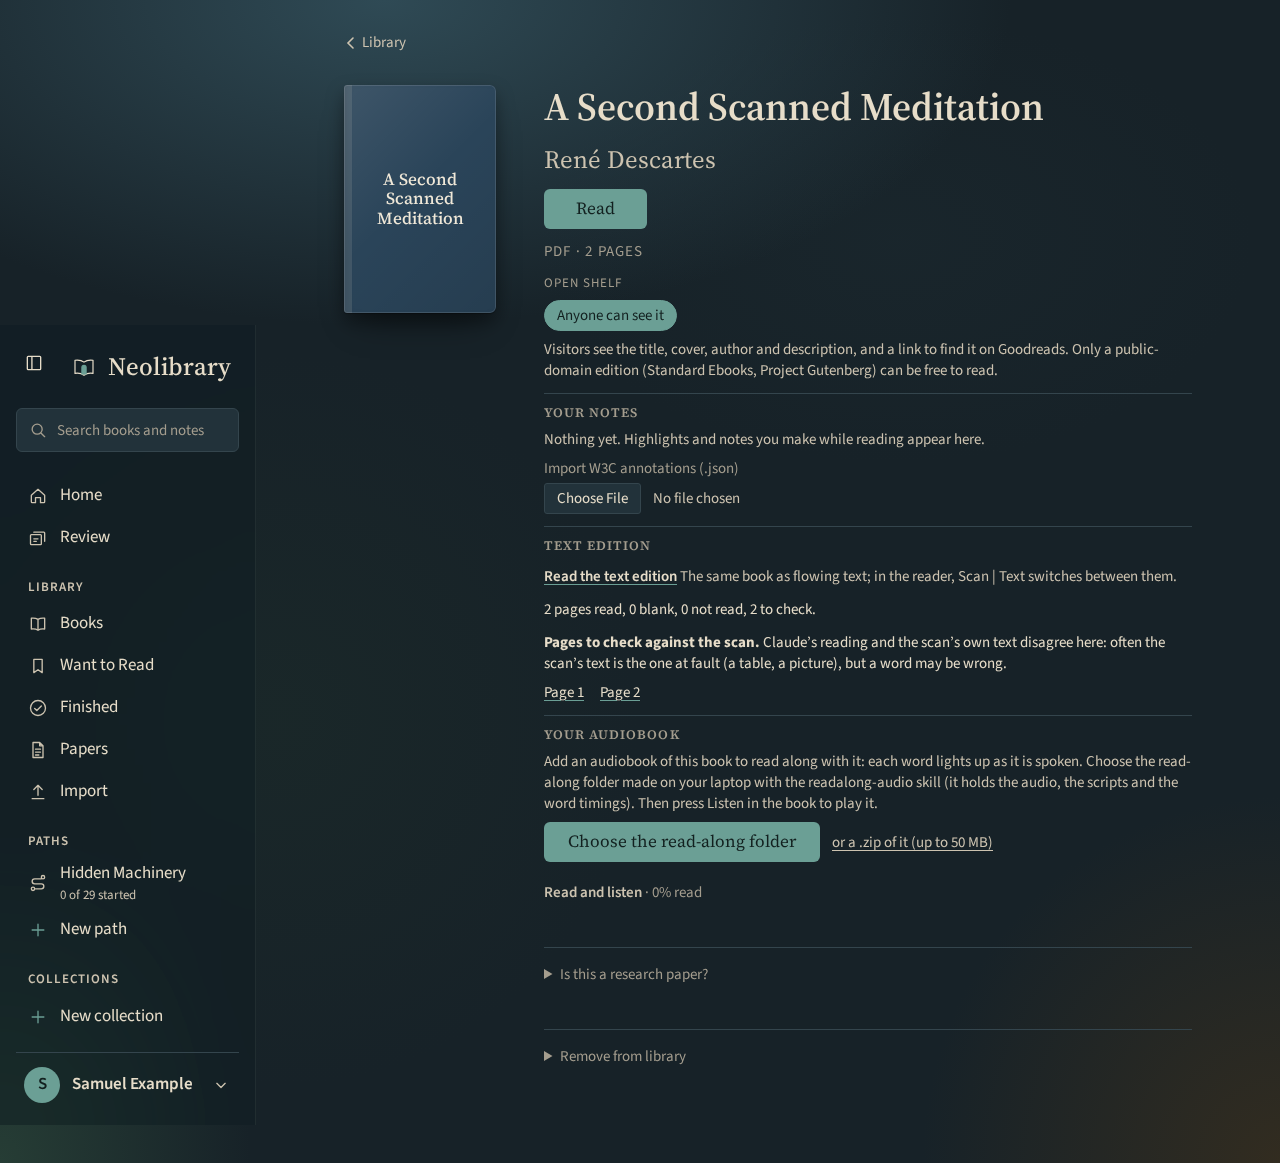 Library
A Second
Scanned
Meditation
A Second Scanned Meditation
René Descartes
Read
PDF · 2 PAGES
OPEN SHELF
Anyone can see it
Visitors see the title, cover, author and description, and a link to find it on Goodreads. Only a public-
domain edition (Standard Ebooks, Project Gutenberg) can be free to read.
YOUR NOTES
Nothing yet. Highlights and notes you make while reading appear here.
Import W3C annotations (.json)
Choose File No file chosen
TEXT EDITION
Read the text edition The same book as flowing text; in the reader, Scan | Text switches between them.
2 pages read, 0 blank, 0 not read, 2 to check.
Pages to check against the scan. Claude’s reading and the scan’s own text disagree here: often the
scan’s text is the one at fault (a table, a picture), but a word may be wrong.
Page 1 Page 2
YOUR AUDIOBOOK
Add an audiobook of this book to read along with it: each word lights up as it is spoken. Choose the read-
along folder made on your laptop with the readalong-audio skill (it holds the audio, the scripts and the
word timings). Then press Listen in the book to play it.
Choose the read-along folder or a .zip of it (up to 50 MB)
Read and listen · 0% read
Is this a research paper?
Remove from library
Neolibrary
Search books and notes
Home
Review
LIBRARY
Books
Want to Read
Finished
Papers
Import
PATHS
Hidden Machinery
0 of 29 started
New path
COLLECTIONS
New collection
S Samuel Example